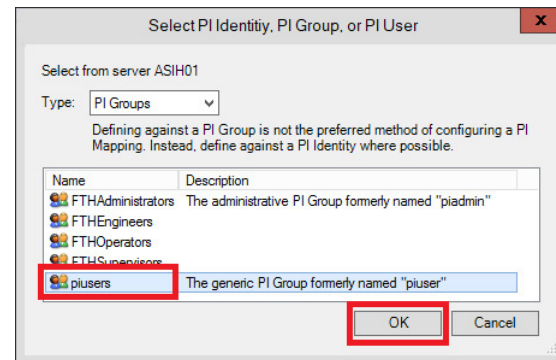 Select PI Identitiy, PI Group, or PI User
x
Select from server ASIH01
Type: PI Groups
Defining against a PI Group is not the preferred method of configuring a PI
Mapping. Instead, define against a PI Identity where possible.
Name Description
FTHAdministrators The administrative PI Group formerly named "piadmin"
FTHEngineers
FTHOperators
FTHSupervisors
piusers The generic PI Group formerly named "piuser"
OK Cancel